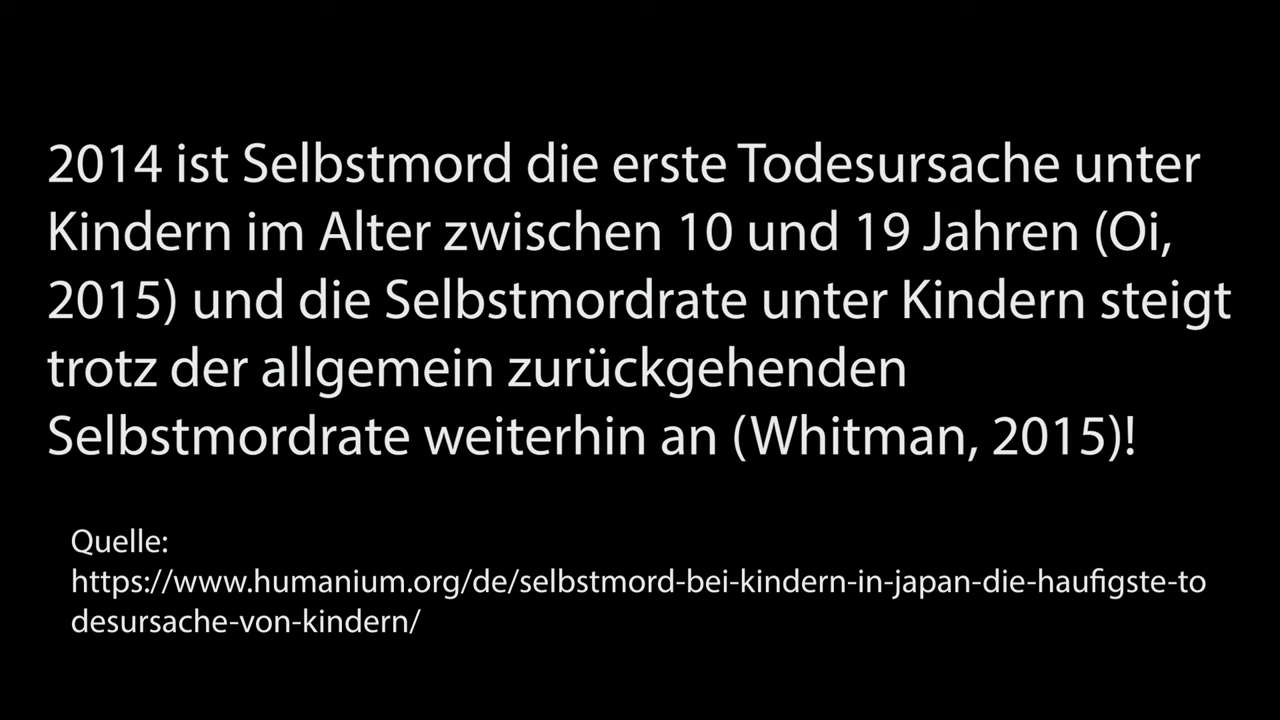 2014 ist Selbstmord die erste Todesursache unter
Kindern im Alter zwischen 10 und 19 Jahren (Oi,
2015) und die Selbstmordrate unter Kindern steigt
trotz der allgemein zurückgehenden
Selbstmordrate weiterhin an (Whitman, 2015)!
Quelle:
https://www.humanium.org/de/selbstmord-bei-kindern-in-japan-die-haufigste-to
desursache-von-kindern/